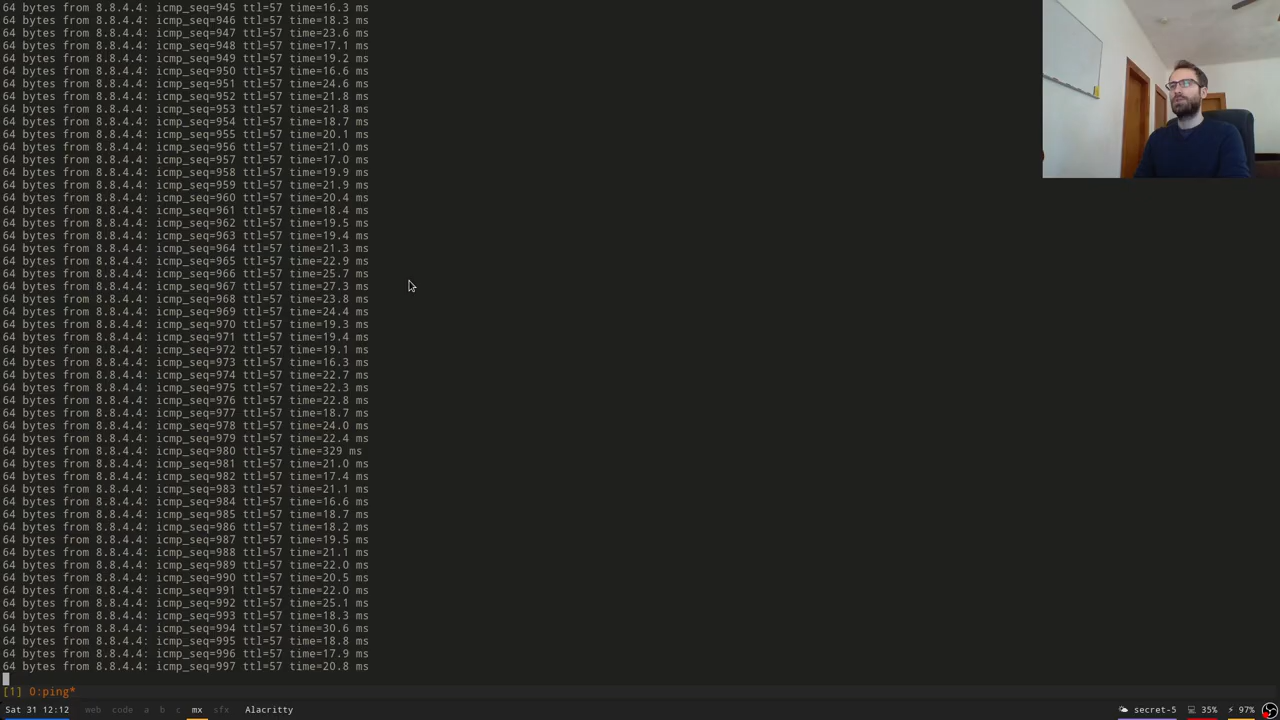 64 bytes from 8.8.4.4: icmp_seq=945 ttl=57 time=16.3 ms
64 bytes from 8.8.4.4: icmp_seq=946 ttl=57 time=18.3 ms
64 bytes from 8.8.4.4: icmp_seq=947 ttl=57 time=23.6 ms
64 bytes from 8.8.4.4: icmp_seq=948 ttl=57 time=17.1 ms
64 bytes from 8.8.4.4: icmp_seq=949 ttl=57 time=19.2 ms
64 bytes from 8.8.4.4: icmp_seq=950 ttl=57 time=16.6 ms
64 bytes from 8.8.4.4: icmp_seq=951 ttl=57 time=24.6 ms
64 bytes from 8.8.4.4: icmp_seq=952 ttl=57 time=21.8 ms
64 bytes from 8.8.4.4: icmp_seq=953 ttl=57 time=21.8 ms
64 bytes from 8.8.4.4: icmp_seq=954 ttl=57 time=18.7 ms
64 bytes from 8.8.4.4: icmp_seq=955 ttl=57 time=20.1 ms
64 bytes from 8.8.4.4: icmp_seq=956 ttl=57 time=21.0 ms
64 bytes from 8.8.4.4: icmp_seq=957 ttl=57 time=17.0 ms
64 bytes from 8.8.4.4: icmp_seq=958 ttl=57 time=19.9 ms
64 bytes from 8.8.4.4: icmp_seq=959 ttl=57 time=21.9 ms
64 bytes from 8.8.4.4: icmp_seq=960 ttl=57 time=20.4 ms
64 bytes from 8.8.4.4: icmp_seq=961 ttl=57 time=18.4 ms
64 bytes from 8.8.4.4: icmp_seq=962 ttl=57 time=19.5 ms
64 bytes from 8.8.4.4: icmp_seq=963 ttl=57 time=19.4 ms
64 bytes from 8.8.4.4: icmp_seq=964 ttl=57 time=21.3 ms
64 bytes from 8.8.4.4: icmp_seq=965 ttl=57 time=22.9 ms
64 bytes from 8.8.4.4: icmp_seq=966 ttl=57 time=25.7 ms
64 bytes from 8.8.4.4: icmp_seq=967 ttl=57 time=27.3 ms
64 bytes from 8.8.4.4: icmp_seq=968 ttl=57 time=23.8 ms
64 bytes from 8.8.4.4: icmp_seq=969 ttl=57 time=24.4 ms
64 bytes from 8.8.4.4: icmp_seq=970 ttl=57 time=19.3 ms
64 bytes from 8.8.4.4: icmp_seq=971 ttl=57 time=19.4 ms
64 bytes from 8.8.4.4: icmp_seq=972 ttl=57 time=19.1 ms
64 bytes from 8.8.4.4: icmp_seq=973 ttl=57 time=16.3 ms
64 bytes from 8.8.4.4: icmp_seq=974 ttl=57 time=22.7 ms
64 bytes from 8.8.4.4: icmp_seq=975 ttl=57 time=22.3 ms
64 bytes from 8.8.4.4: icmp_seq=976 ttl=57 time=22.8 ms
64 bytes from 8.8.4.4: icmp_seq=977 ttl=57 time=18.7 ms
64 bytes from 8.8.4.4: icmp_seq=978 ttl=57 time=24.0 ms
64 bytes from 8.8.4.4: icmp_seq=979 ttl=57 time=22.4 ms
64 bytes from 8.8.4.4: icmp_seq=980 ttl=57 time=329 ms
64 bytes from 8.8.4.4: icmp_seq=981 ttl=57 time=21.0 ms
64 bytes from 8.8.4.4: icmp_seq=982 ttl=57 time=17.4 ms
64 bytes from 8.8.4.4: icmp_seq=983 ttl=57 time=21.1 ms
64 bytes from 8.8.4.4: icmp_seq=984 ttl=57 time=16.6 ms
64 bytes from 8.8.4.4: icmp_seq=985 ttl=57 time=18.7 ms
64 bytes from 8.8.4.4: icmp_seq=986 ttl=57 time=18.2 ms
64 bytes from 8.8.4.4: icmp_seq=987 ttl=57 time=19.5 ms
64 bytes from 8.8.4.4: icmp_seq=988 ttl=57 time=21.1 ms
64 bytes from 8.8.4.4: icmp_seq=989 ttl=57 time=22.0 ms
64 bytes from 8.8.4.4: icmp_seq=990 ttl=57 time=20.5 ms
64 bytes from 8.8.4.4: icmp_seq=991 ttl=57 time=22.0 ms
64 bytes from 8.8.4.4: icmp_seq=992 ttl=57 time=25.1 ms
64 bytes from 8.8.4.4: icmp_seq=993 ttl=57 time=18.3 ms
64 bytes from 8.8.4.4: icmp_seq=994 ttl=57 time=30.6 ms
64 bytes from 8.8.4.4: icmp_seq=995 ttl=57 time=18.8 ms
64 bytes from 8.8.4.4: icmp_seq=996 ttl=57 time=17.9 ms
64 bytes from 8.8.4.4: icmp_seq=997 ttl=57 time=20.8 ms
[1] 0:ping*
Sat 31 12:12 web code a b c mx sfx Alacritty secret-5 35% 97%